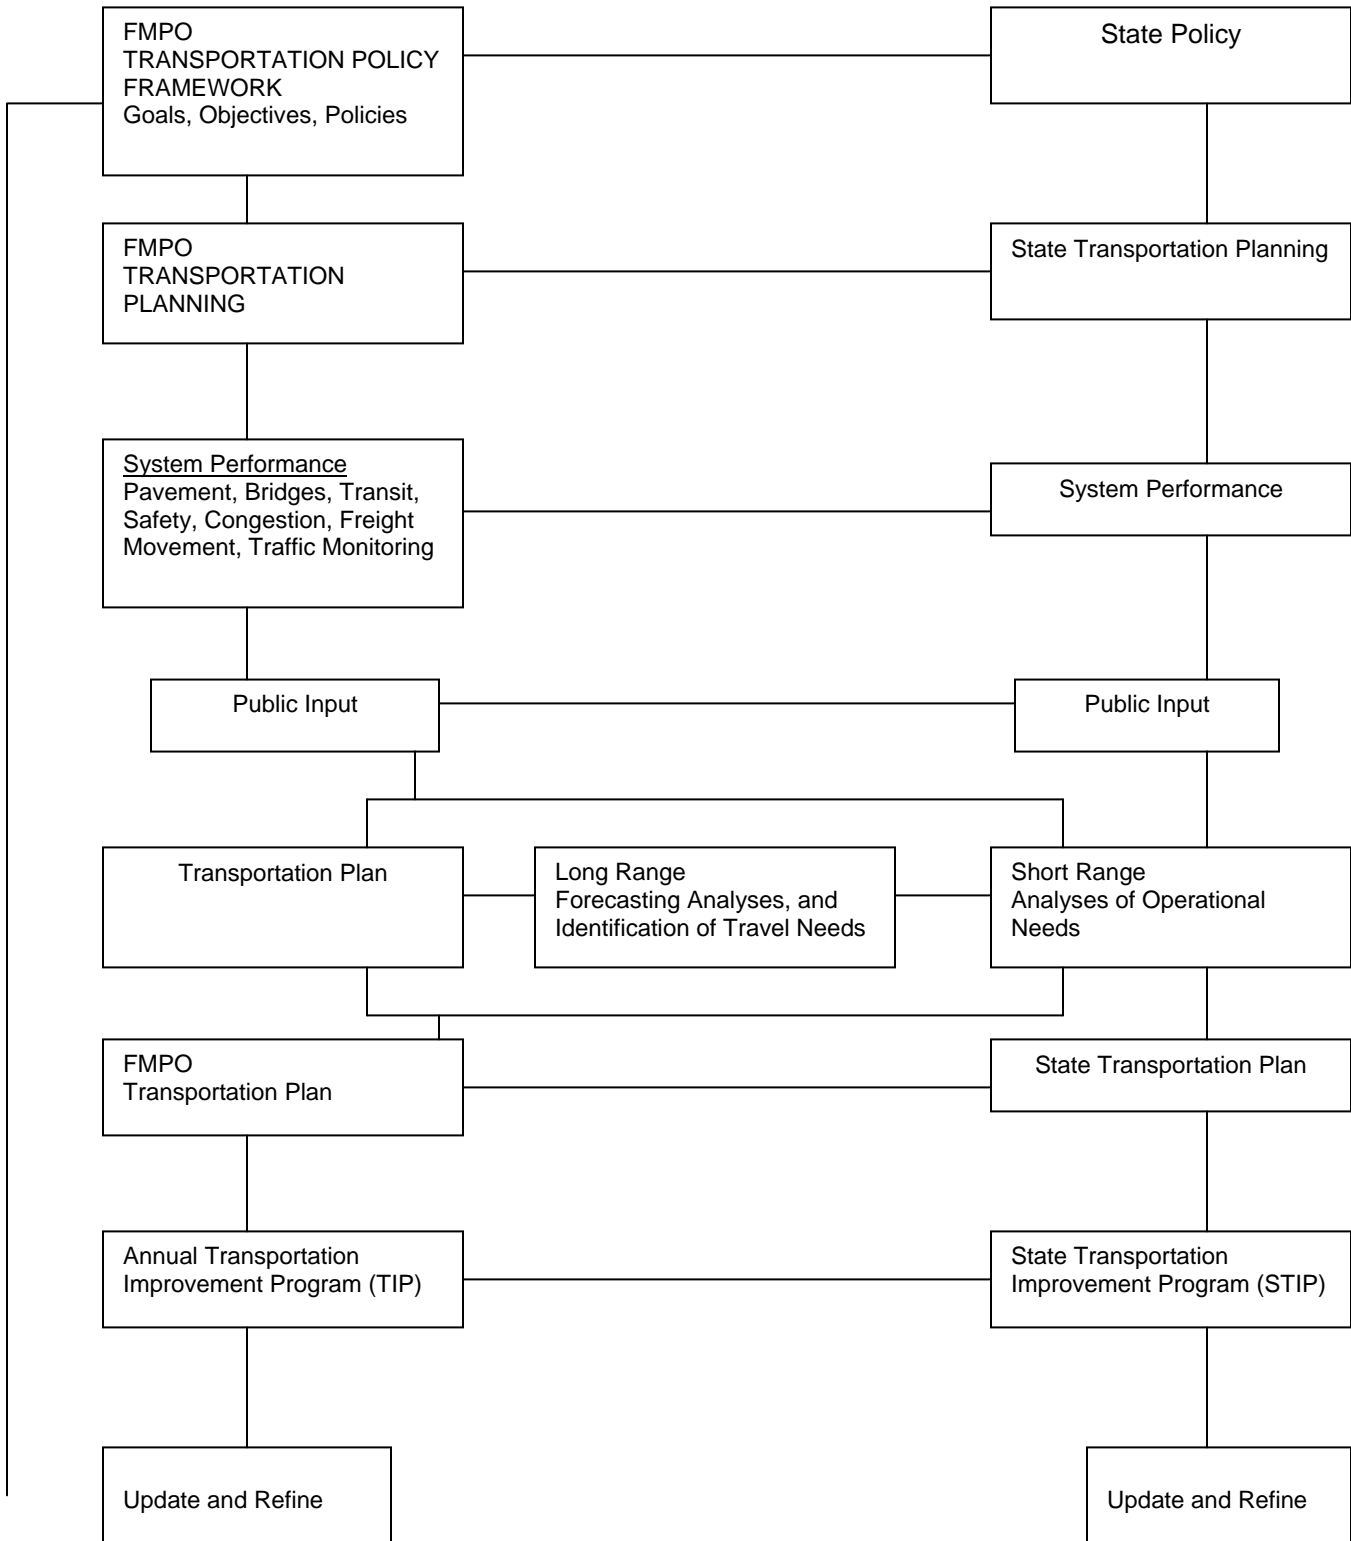 FMPO
TRANSPORTATION POLICY
FRAMEWORK
Goals, Objectives, Policies
State Policy
FMPO
TRANSPORTATION
PLANNING
State Transportation Planning
System Performance
Pavement, Bridges, Transit,
Safety, Congestion, Freight
Movement, Traffic Monitoring
System Performance
Public Input
Public Input
Transportation Plan
Long Range
Forecasting Analyses, and
Identification of Travel Needs
Short Range
Analyses of Operational
Needs
FMPO
Transportation Plan
State Transportation Plan
Annual Transportation
Improvement Program (TIP)
State Transportation
Improvement Program (STIP)
Update and Refine
Update and Refine